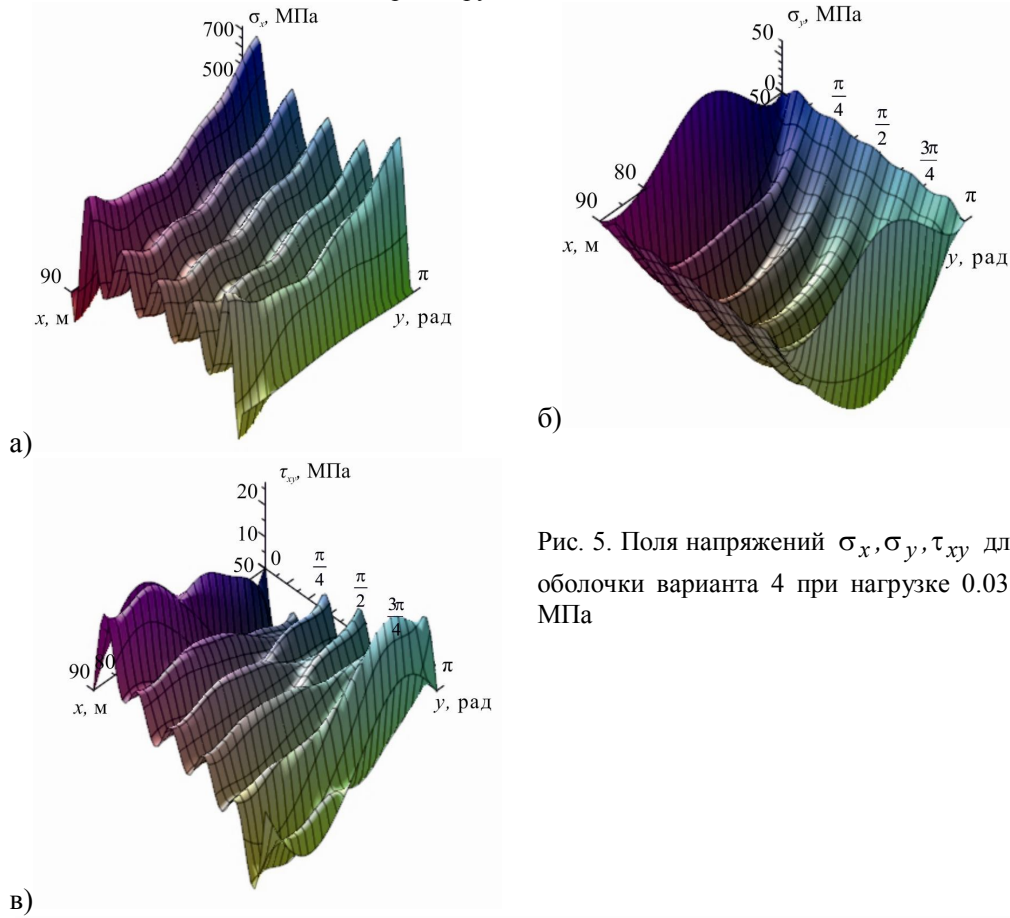 σx, МПа
700
500
90
x, м
π
y, рад
а)
σy, МПа
50
0
50
π/4
π/2
3π/4
π
80
90
x, м
y, рад
б)
τxy, МПа
20
10
50
0
π/4
π/2
3π/4
π
90
80
x, м
y, рад
в)
Рис. 5. Поля напряжений σx,σy,τxy дл
оболочки варианта 4 при нагрузке 0.03
МПа